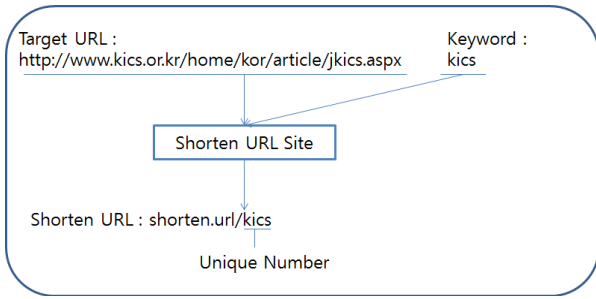 Target URL :
http://www.kics.or.kr/home/kor/article/jkics.aspx
Keyword :
kics
Shorten URL Site
Shorten URL : shorten.url/kics
Unique Number